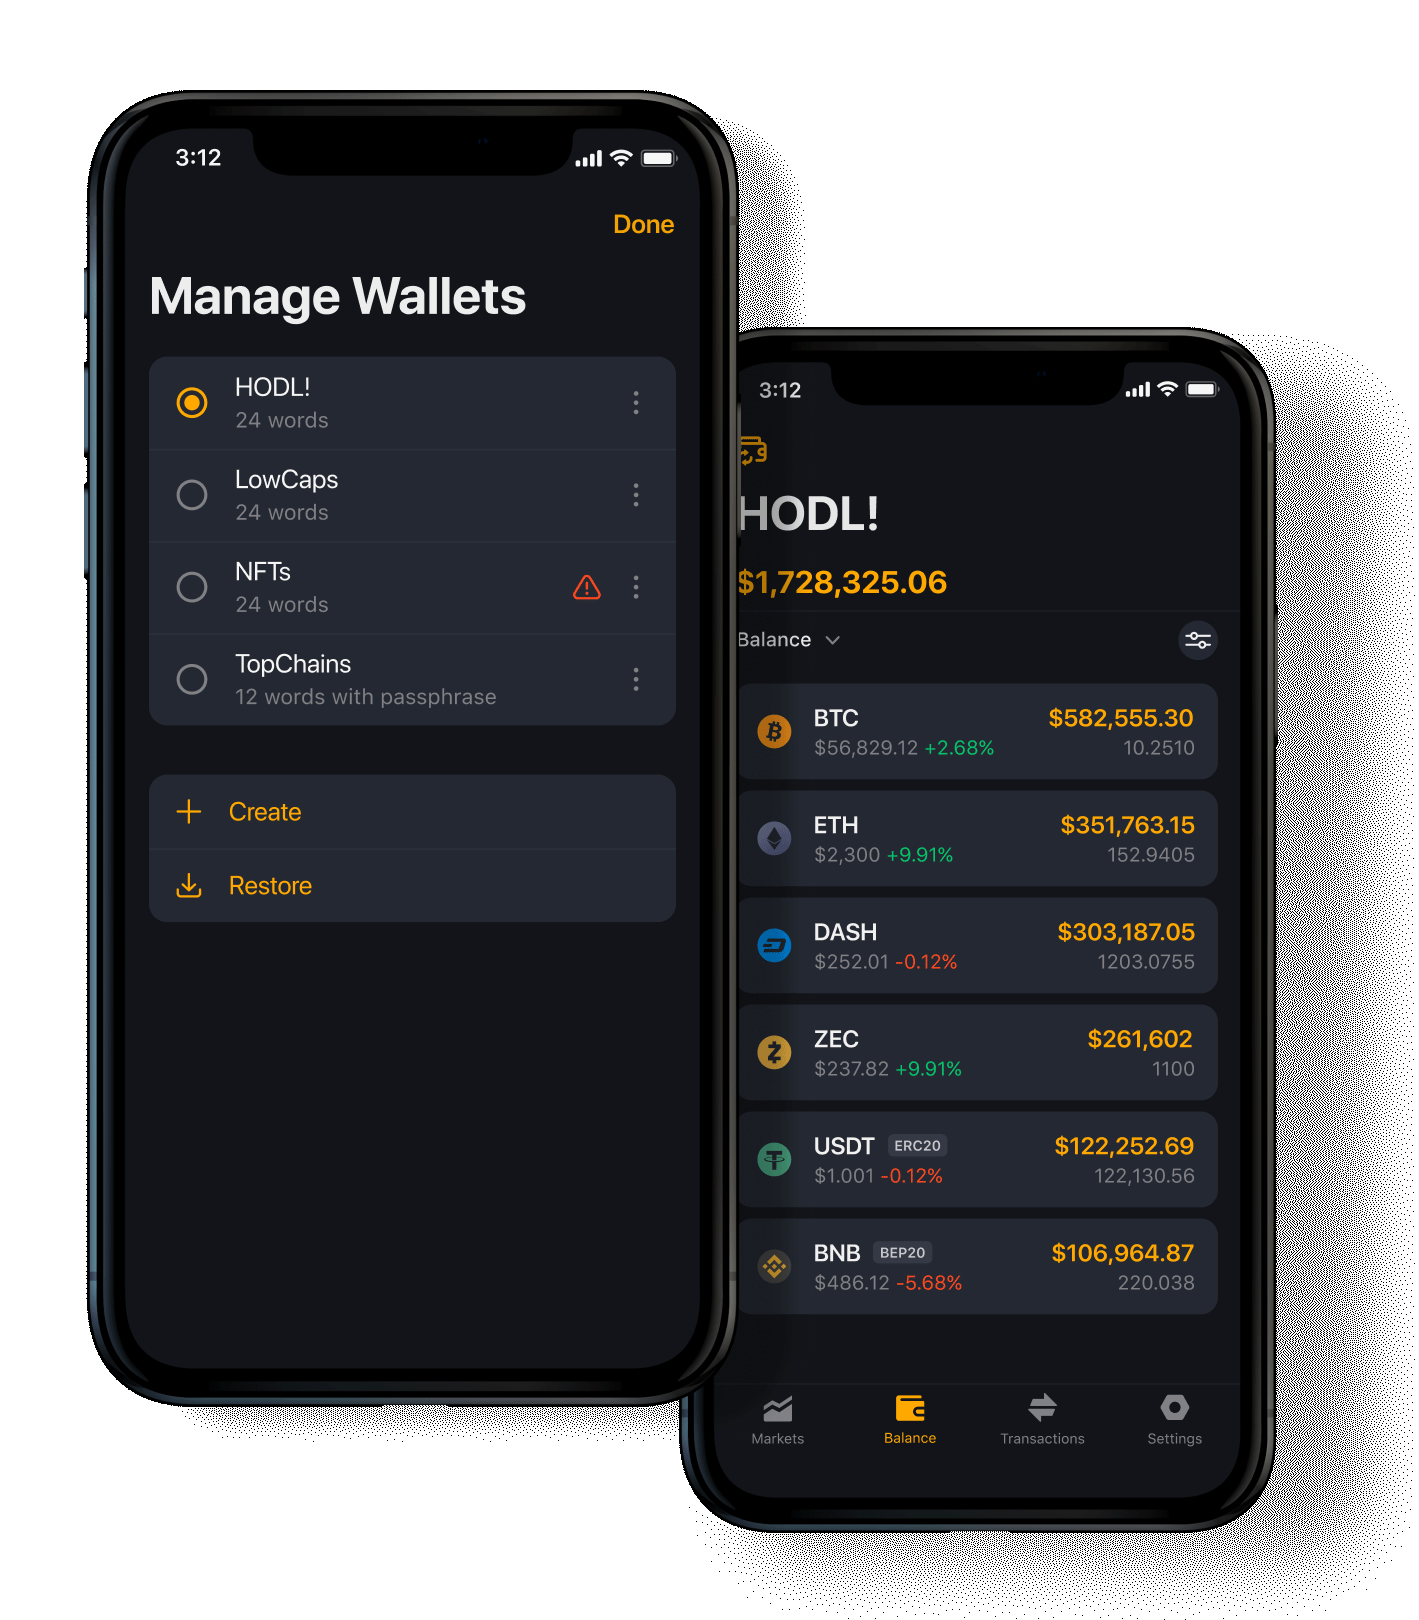 3:12
Done
Manage Wallets
HODL!
24 words
LowCaps
24 words
NFTs
24 words
TopChains
12 words with passphrase
Create
Restore
3:12
HODL!
$1,728,325.06
Balance
BTC $582,555.30
$56,829.12 +2.68% 10.2510
ETH $351,763.15
$2,300 +9.91% 152.9405
DASH $303,187.05
$252.01 -0.12% 1203.0755
ZEC $261,602
$237.82 +9.91% 1100
USDT ERC20 $122,252.69
$1.001 -0.12% 122,130.56
BNB BEP20 $106,964.87
$486.12 -5.68% 220.038
Markets Balance Transactions Settings